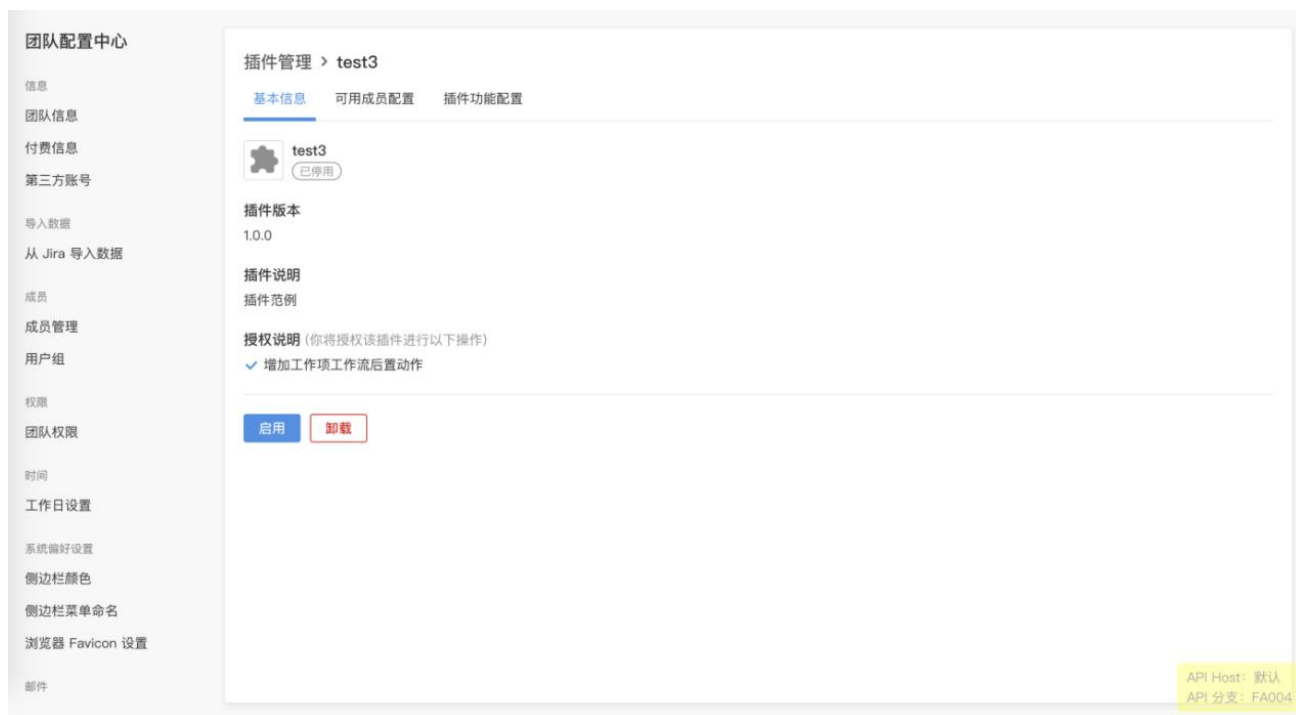 团队配置中心
信息
团队信息
付费信息
第三方账号
导入数据
从 Jira 导入数据
成员
成员管理
用户组
权限
团队权限
时间
工作日设置
系统偏好设置
侧边栏颜色
侧边栏菜单命名
浏览器 Favicon 设置
邮件
插件管理 > test3
基本信息 可用成员配置 插件功能配置
test3
已停用
插件版本
1.0.0
插件说明
插件范例
授权说明 (你将授权该插件进行以下操作)
增加工作项工作流后置动作
启用 卸载
API Host: 默认
API 分支: FA004